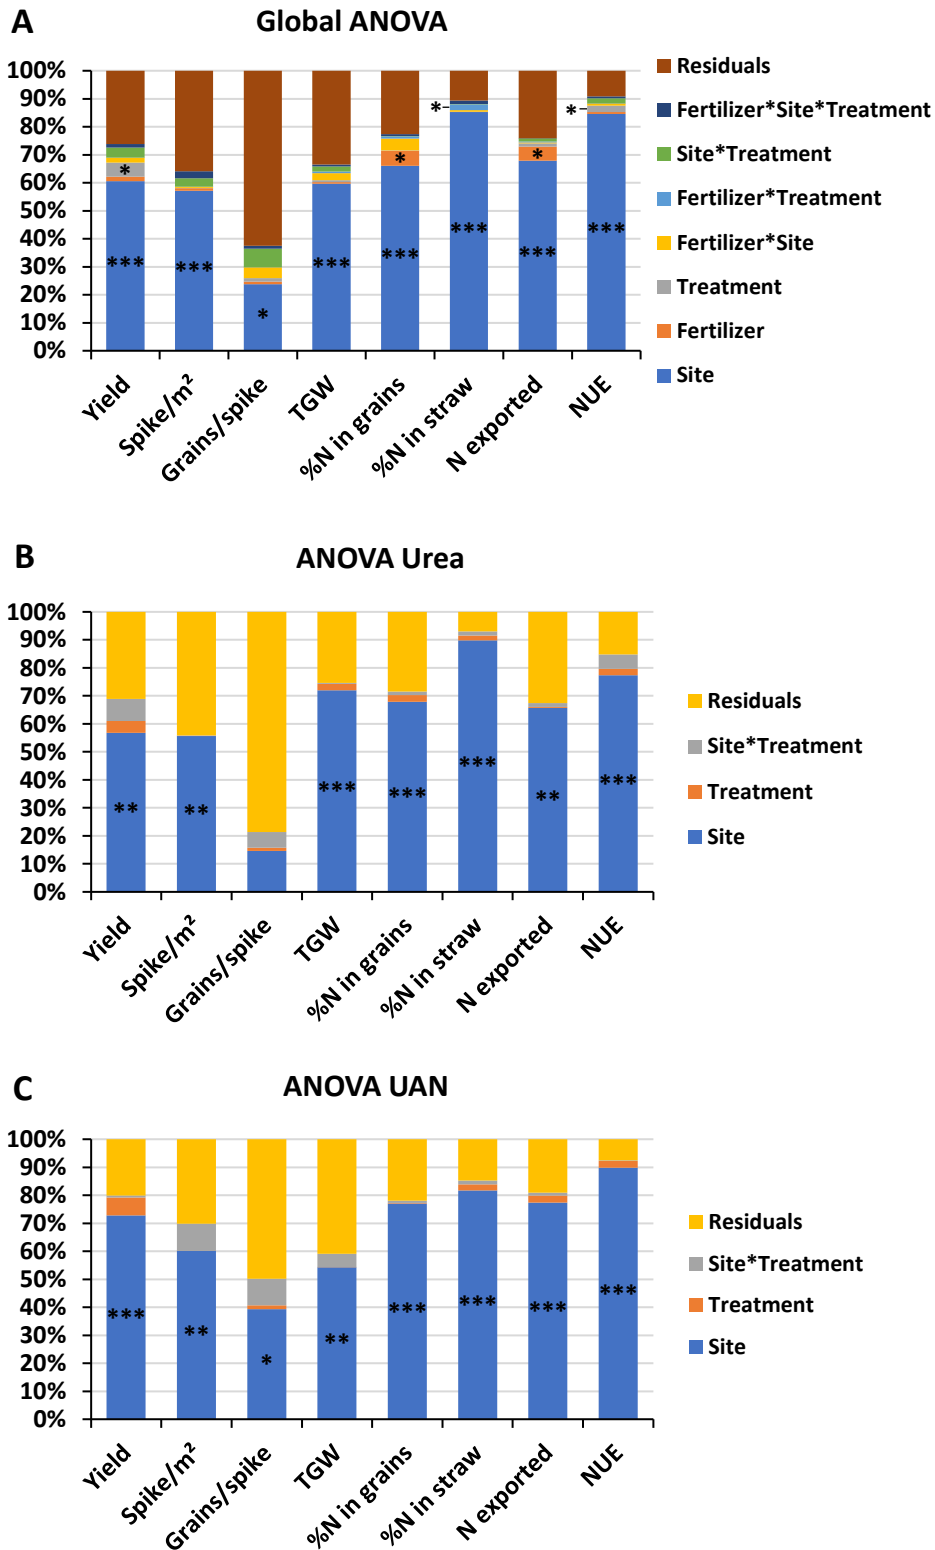 A
Global ANOVA
100%
90%
80%
70%
60%
50%
40%
30%
20%
10%
0%
***
*
***
*
***
***
*
*
***
***
*
*
***
Yield
Spike/m²
Grains/spike
TGW
%N in grains
%N in straw
N exported
NUE
Residuals
Fertilizer*Site*Treatment
Site*Treatment
Fertilizer*Treatment
Fertilizer*Site
Treatment
Fertilizer
Site
B
ANOVA Urea
100%
90%
80%
70%
60%
50%
40%
30%
20%
10%
0%
**
**
***
***
***
**
***
Yield
Spike/m²
Grains/spike
TGW
%N in grains
%N in straw
N exported
NUE
Residuals
Site*Treatment
Treatment
Site
C
ANOVA UAN
100%
90%
80%
70%
60%
50%
40%
30%
20%
10%
0%
***
**
*
**
***
***
***
***
Yield
Spike/m²
Grains/spike
TGW
%N in grains
%N in straw
N exported
NUE
Residuals
Site*Treatment
Treatment
Site